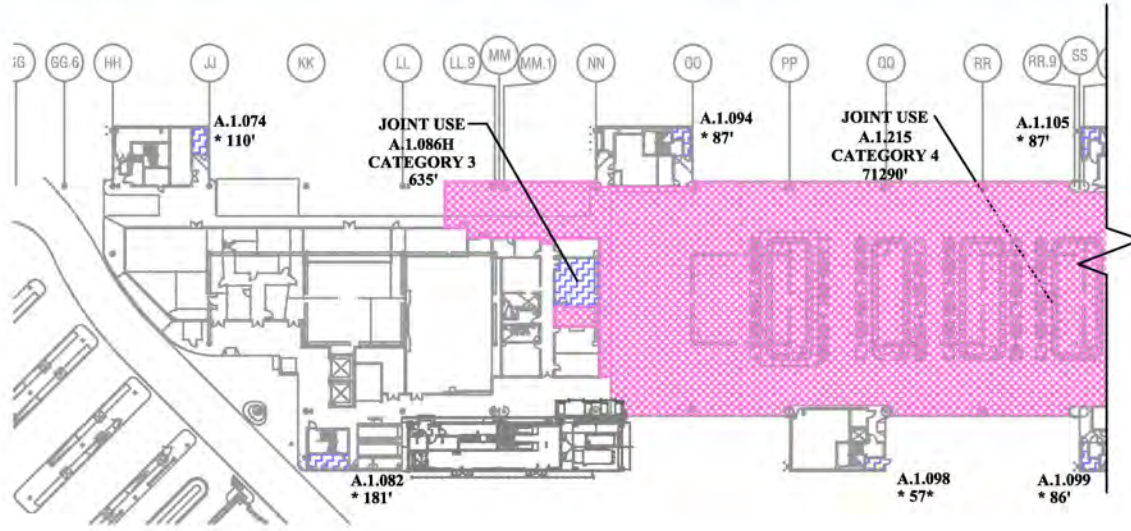 GG
GG.6
HH
JJ
KK
LL
LL.9
MM
MM.1
NN
OO
PP
QQ
RR
RR.9
SS
A.1.074
* 110'
JOINT USE
A.1.086H
CATEGORY 3
635'
A.1.094
* 87'
JOINT USE
A.1.215
CATEGORY 4
71290'
A.1.105
* 87'
A.1.082
* 181'
A.1.098
* 57*
A.1.099
* 86'